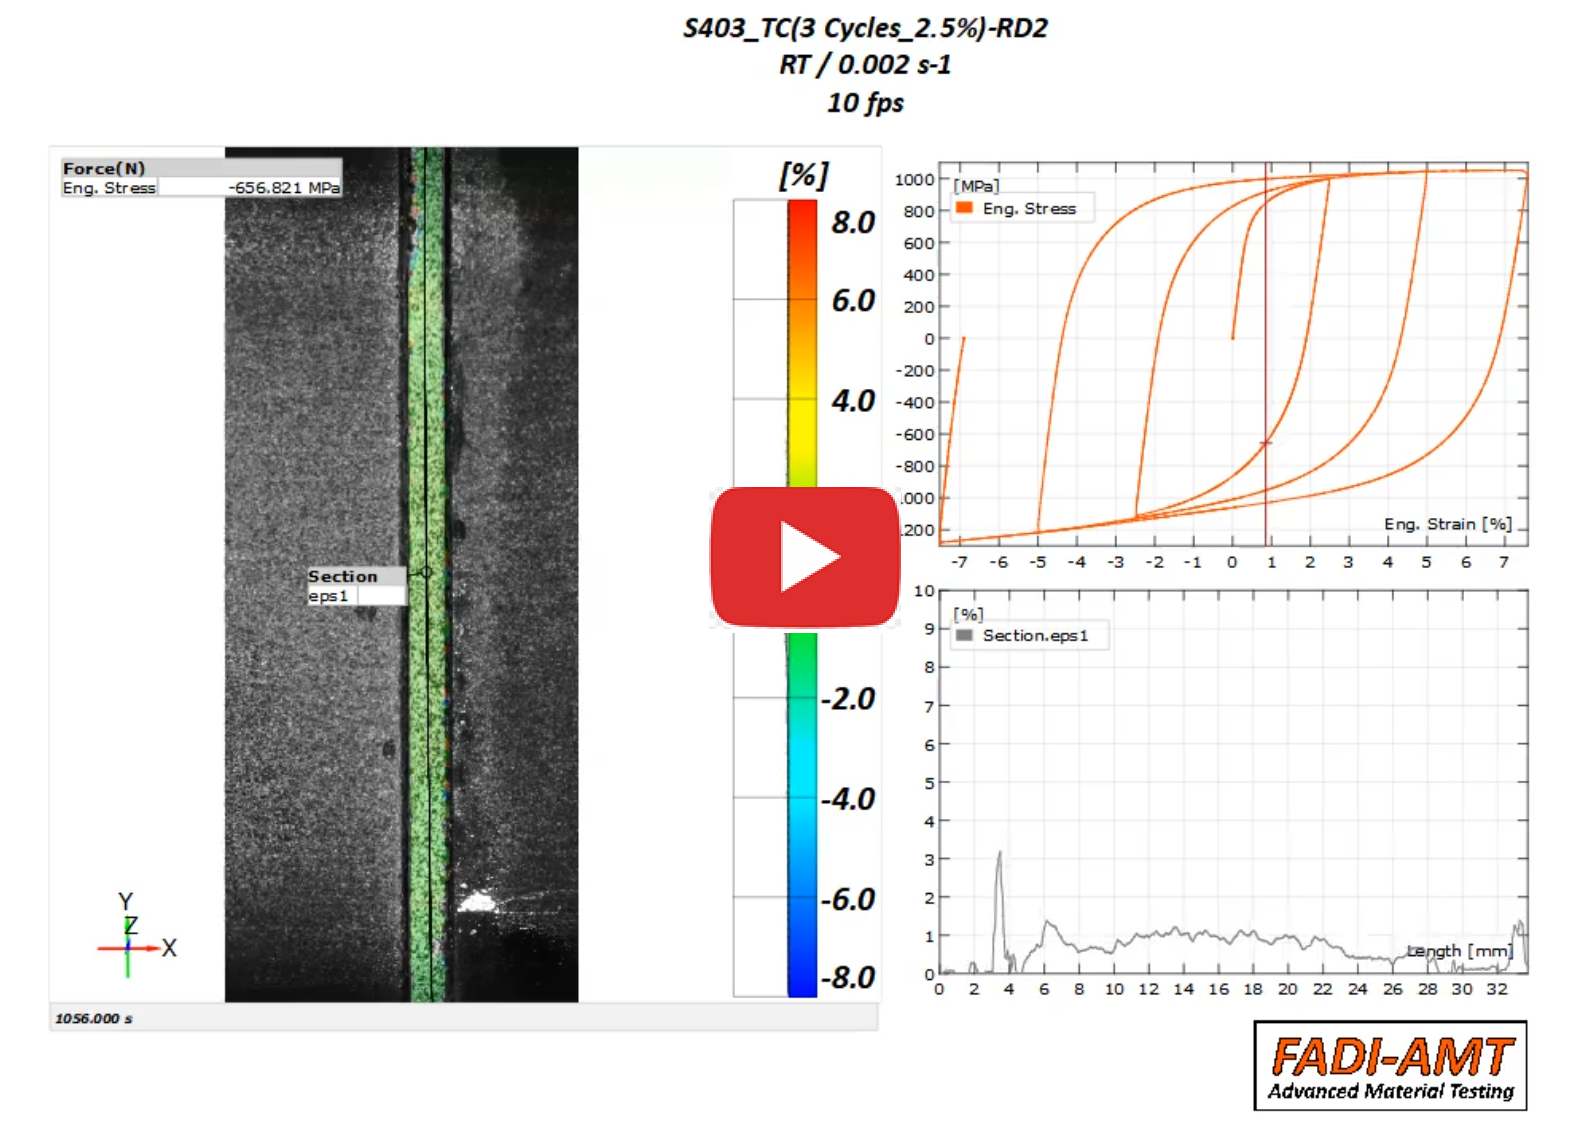 S403_TC(3 Cycles_2.5%)-RD2
RT / 0.002 s-1
10 fps
Force(N)
Eng. Stress -656.821 MPa
[%]
8.0
6.0
4.0
-2.0
-4.0
-6.0
-8.0
Section
eps1
Y
Z
X
1056.000 s
[MPa]
Eng. Stress
1000
800
600
400
200
0
-200
-400
-600
-800
000
200
Eng. Strain [%]
-7 -6 -5 -4 -3 -2 -1 0 1 2 3 4 5 6 7
[%]
Section.eps1
10
9
8
7
6
5
4
3
2
1
0
Length [mm]
0 2 4 6 8 10 12 14 16 18 20 22 24 26 28 30 32
FADI-AMT
Advanced Material Testing